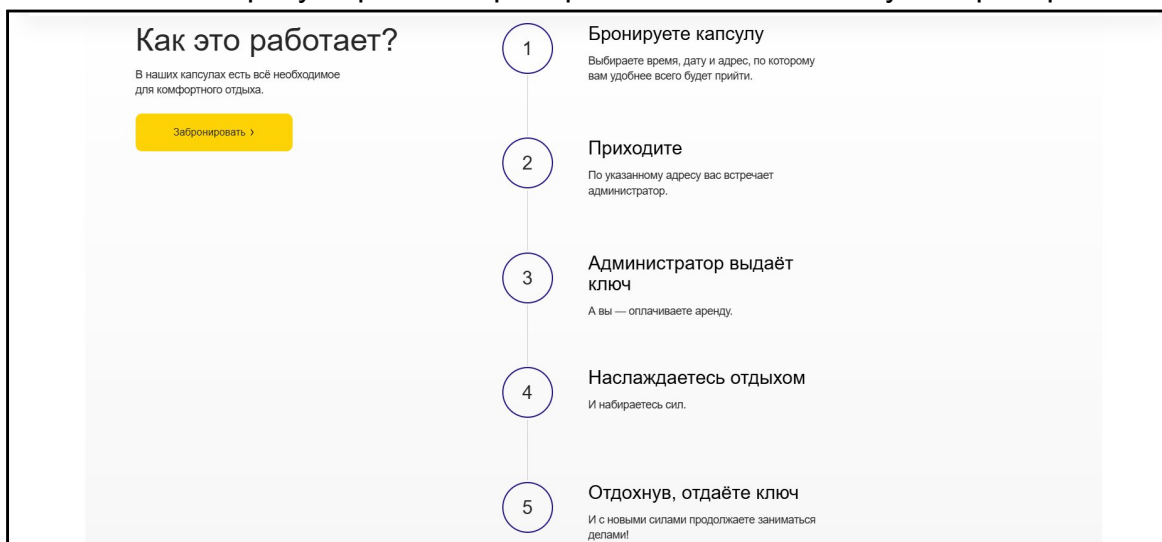 Как это работает?
В наших капсулах есть всё необходимое
для комфортного отдыха.
Забронировать ›
1
Бронируете капсулу
Выбираете время, дату и адрес, по которому
вам удобнее всего будет прийти.
2
Приходите
По указанному адресу вас встречает
администратор.
3
Администратор выдаёт
ключ
А вы — оплачиваете аренду.
4
Наслаждаетесь отдыхом
И набираетесь сил.
5
Отдохнув, отдаёте ключ
И с новыми силами продолжаете заниматься
делами!